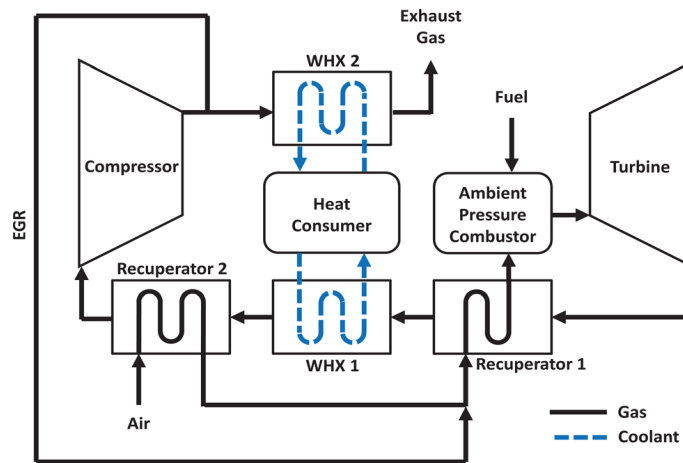 Exhaust
Gas
WHX 2
Fuel
Compressor
Heat
Consumer
Ambient
Pressure
Combustor
Turbine
EGR
Recuperator 2
WHX 1
Recuperator 1
Air
Gas
Coolant